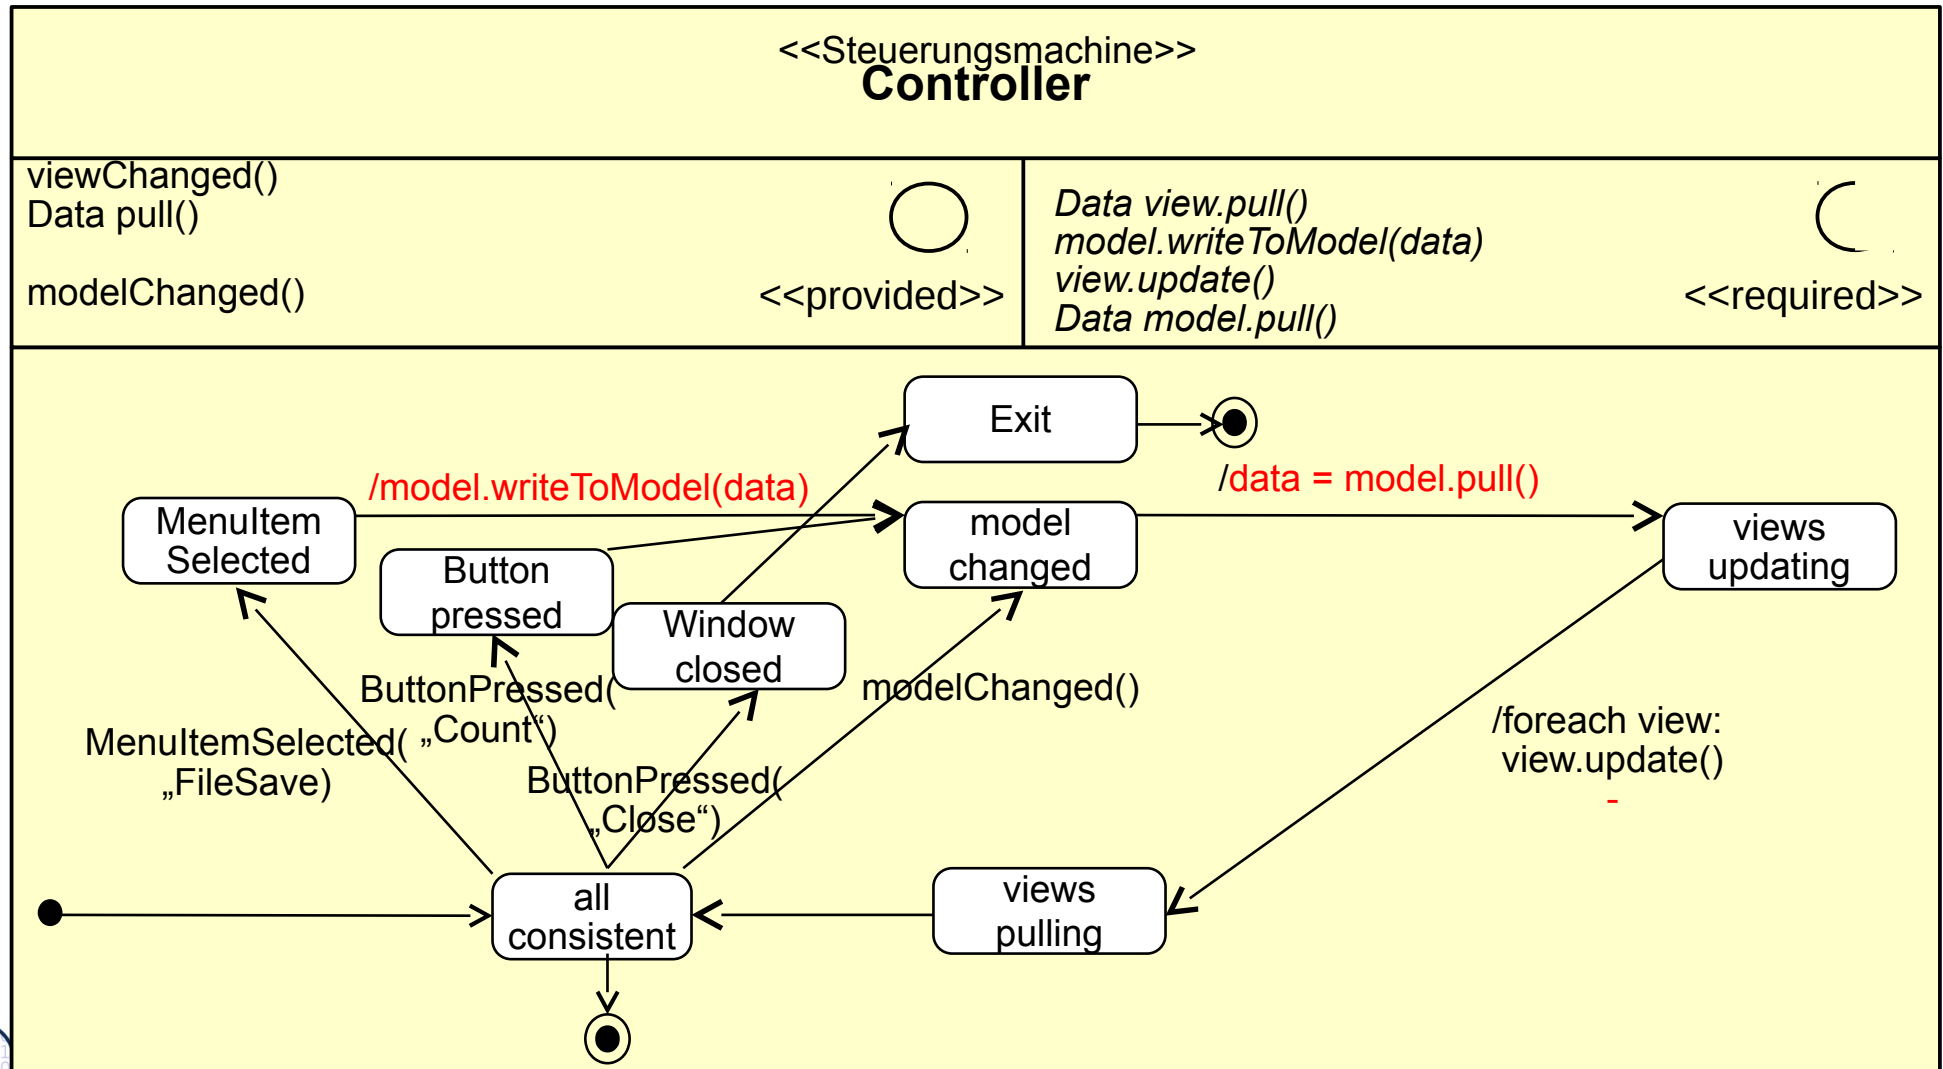 <<Steuerungsmachine>>
Controller
viewChanged()
Data pull()
modelChanged()
<<provided>>
Data view.pull()
model.writeToModel(data)
view.update()
Data model.pull()
<<required>>
Exit
/model.writeToModel(data)
/data = model.pull()
MenuItem
Selected
Button
pressed
Window
closed
model
changed
views
updating
ButtonPressed(
„Count“)
MenuItemSelected(
„FileSave)
ButtonPressed(
„Close“)
modelChanged()
/foreach view:
view.update()
-
all
consistent
views
pulling